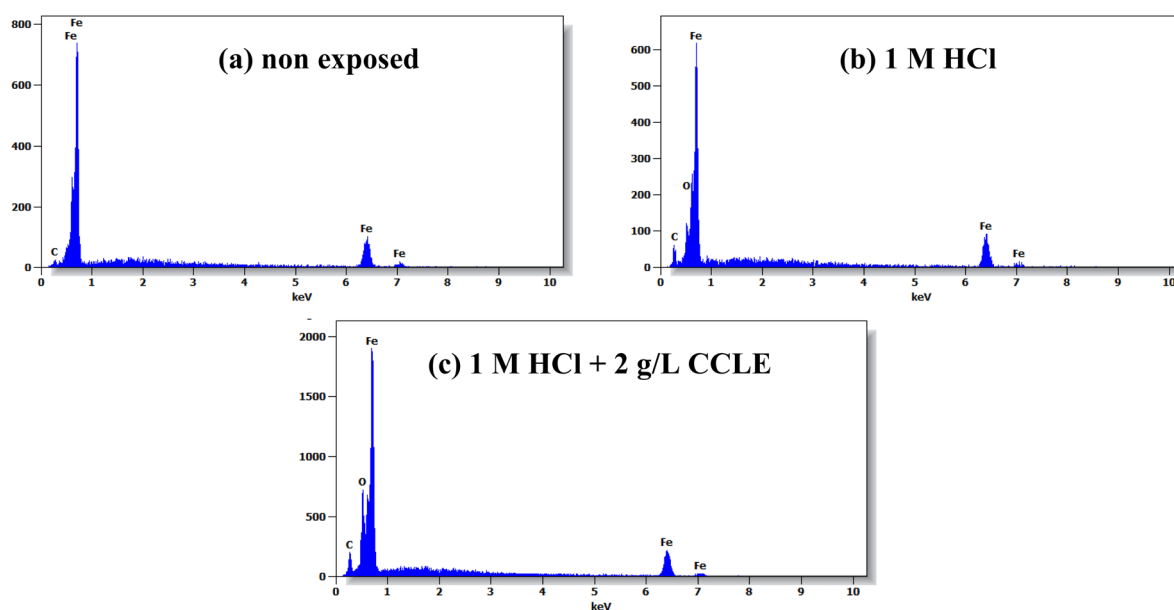 (a) non exposed
800
600
400
200
0
Fe
Fe
C
Fe
Fe
0 1 2 3 4 5 6 7 8 9 10
keV
(b) 1 M HCl
600
500
400
300
200
100
0
Fe
O
C
Fe
Fe
0 1 2 3 4 5 6 7 8 9 10
keV
(c) 1 M HCl + 2 g/L CCLE
2000
1500
1000
500
0
Fe
O
C
Fe
Fe
0 1 2 3 4 5 6 7 8 9 10
keV